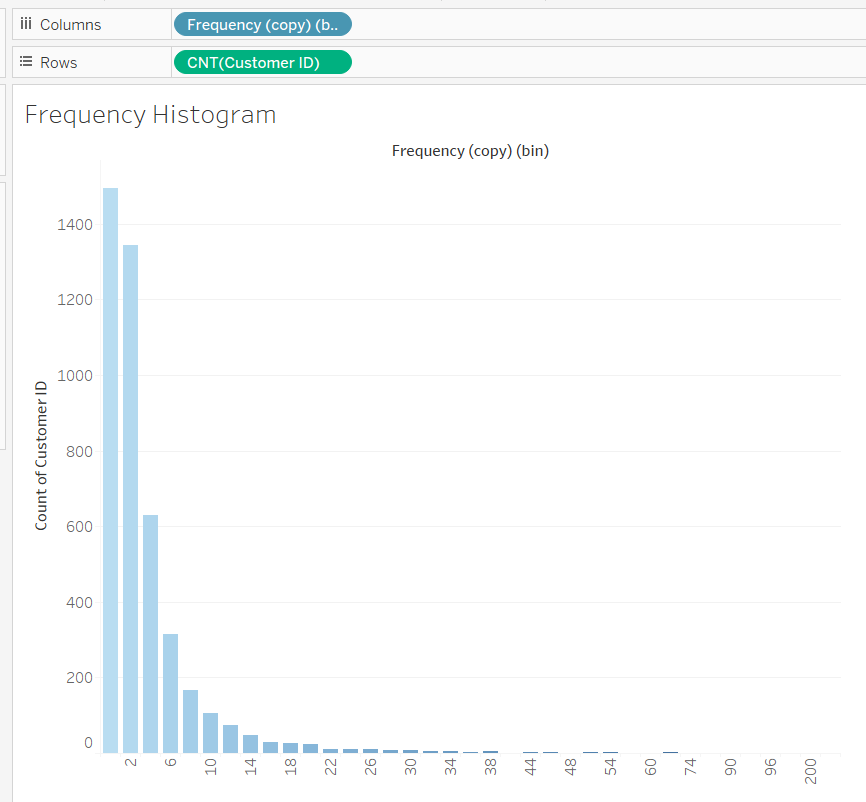 Columns
Frequency (copy) (b..
Rows
CNT(Customer ID)
Frequency Histogram
Frequency (copy) (bin)
Count of Customer ID
1400
1200
1000
800
600
400
200
0
2 6 10 14 18 22 26 30 34 38 44 48 54 60 74 90 96 200